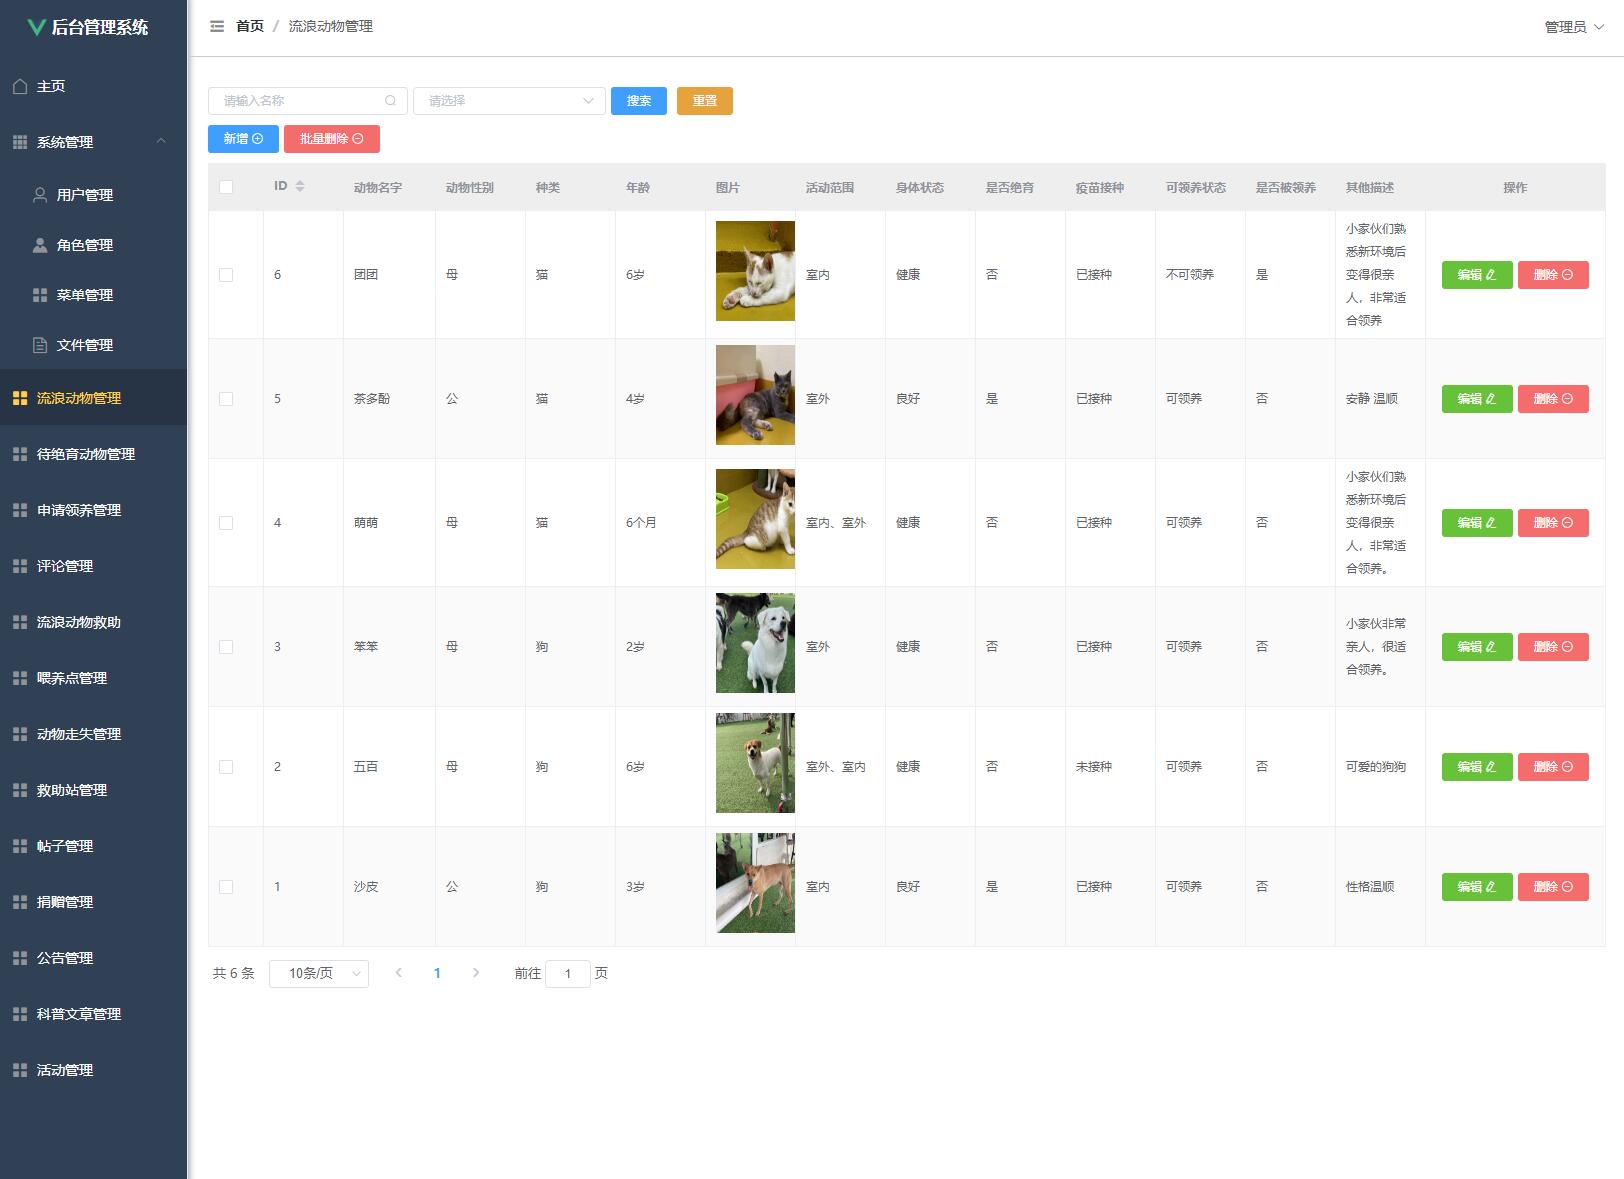 后台管理系统
首页 / 流浪动物管理
管理员
主页
系统管理
用户管理
角色管理
菜单管理
文件管理
流浪动物管理
待绝育动物管理
申请领养管理
评论管理
流浪动物救助
喂养点管理
动物走失管理
救助站管理
帖子管理
捐赠管理
公告管理
科普文章管理
活动管理
请输入名称 请选择 搜索 重置
新增 批量删除
ID 动物名字 动物性别 种类 年龄 图片 活动范围 身体状态 是否绝育 疫苗接种 可领养状态 是否被领养 其他描述 操作
6 团团 母 猫 6岁 室内 健康 否 已接种 不可领养 是
小家伙们熟
悉新环境后
变得很亲
人，非常适
合领养
编辑 删除
5 茶多酚 公 猫 4岁 室外 良好 是 已接种 可领养 否 安静 温顺 编辑 删除
4 萌萌 母 猫 6个月 室内、室外 健康 否 已接种 可领养 否
小家伙们熟
悉新环境后
变得很亲
人，非常适
合领养。
编辑 删除
3 笨笨 母 狗 2岁 室外 健康 否 已接种 可领养 否
小家伙非常
亲人，很适
合领养。
编辑 删除
2 五百 母 狗 6岁 室外、室内 健康 否 未接种 可领养 否 可爱的狗狗 编辑 删除
1 沙皮 公 狗 3岁 室内 良好 是 已接种 可领养 否 性格温顺 编辑 删除
共 6 条 10条/页 1 前往 1 页